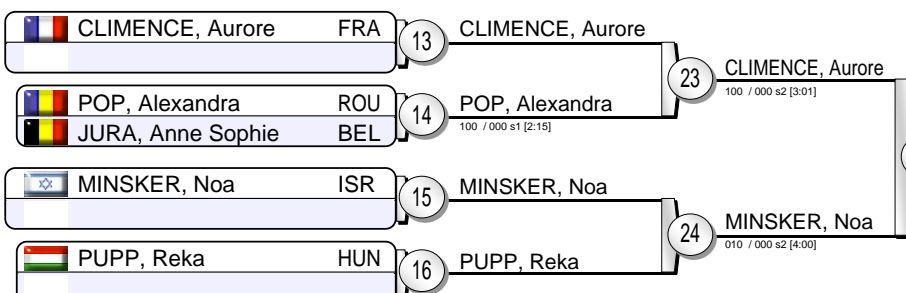 CLIMENCE, Aurore FRA
13
CLIMENCE, Aurore
23
CLIMENCE, Aurore
100 / 000 s2 [3:01]
POP, Alexandra ROU
JURA, Anne Sophie BEL
14
POP, Alexandra
100 / 000 s1 [2:15]
MINSKER, Noa ISR
15
MINSKER, Noa
24
MINSKER, Noa
010 / 000 s2 [4:00]
PUPP, Reka HUN
16
PUPP, Reka